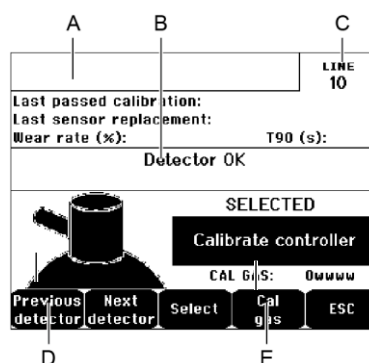 A B C
LINE
10
Last passed calibration:
Last sensor replacement:
Wear rate (%): T90 (s):
Detector OK
SELECTED
Calibrate controller
CAL GAS: 0wwww
Previous detector
Next detector
Select
Cal gas
ESC
D E